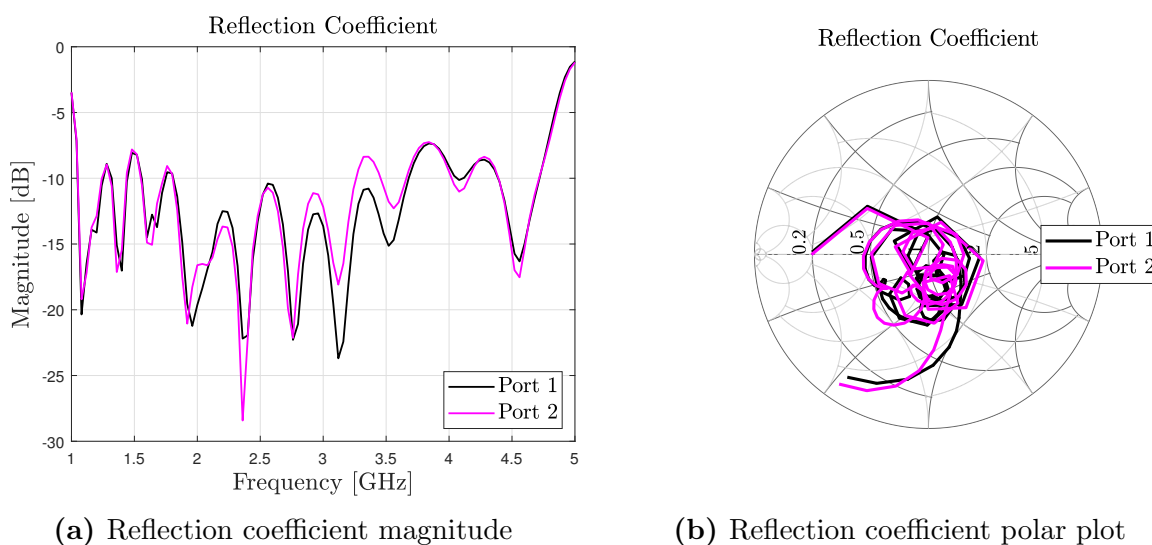 Reflection Coefficient
0
-5
-10
-15
-20
-25
-30
Magnitude [dB]
Port 1
Port 2
1 1.5 2 2.5 3 3.5 4 4.5 5
Frequency [GHz]
(a) Reflection coefficient magnitude
Reflection Coefficient
0.2 0.5 1 2 5
Port 1
Port 2
(b) Reflection coefficient polar plot